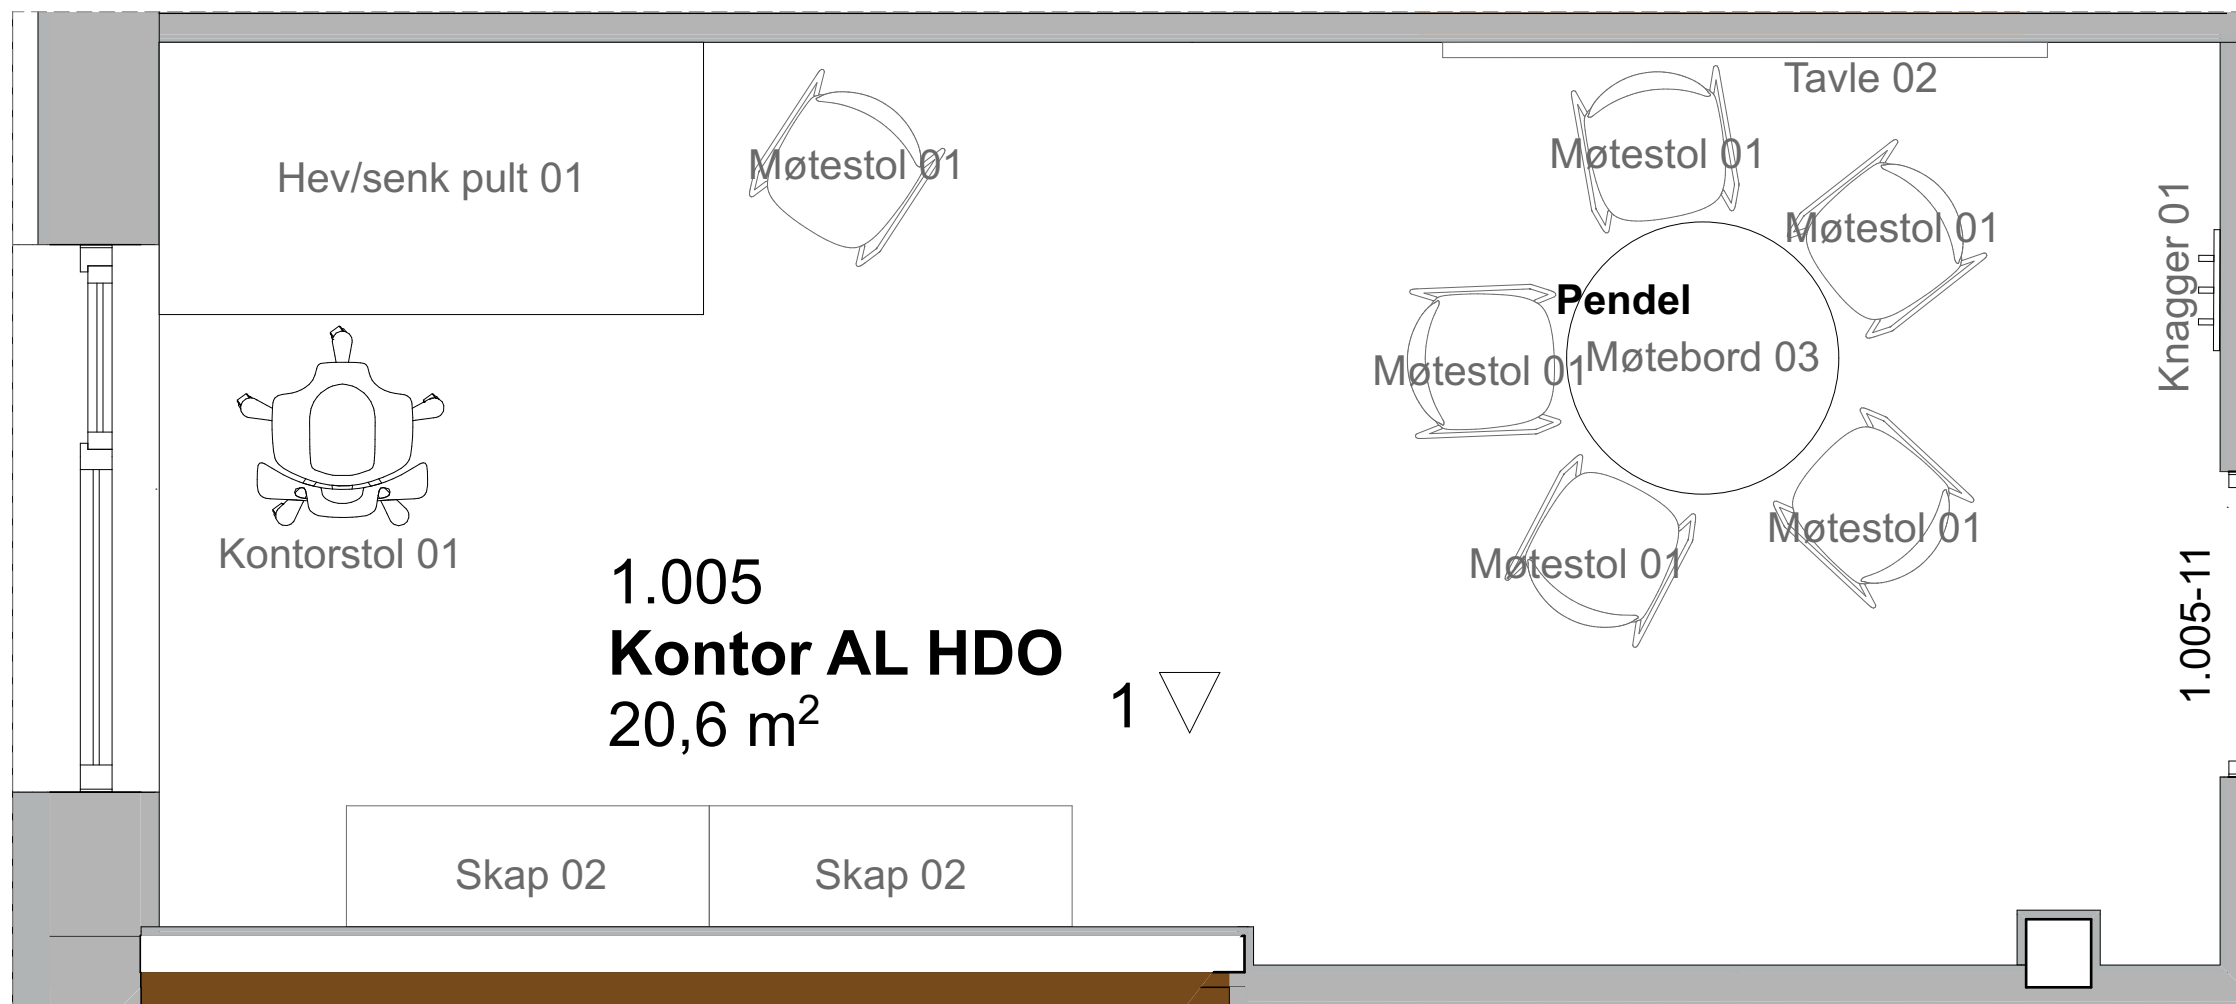 Tavle 02
Hev/senk pult 01
Møtestol 01
Møtestol 01
Møtestol 01
Knagger 01
Pendel
Møtestol 01
Møtebord 03
Kontorstol 01
Møtestol 01
Møtestol 01
1.005
Kontor AL HDO
20,6 m²
1
1.005-11
Skap 02
Skap 02